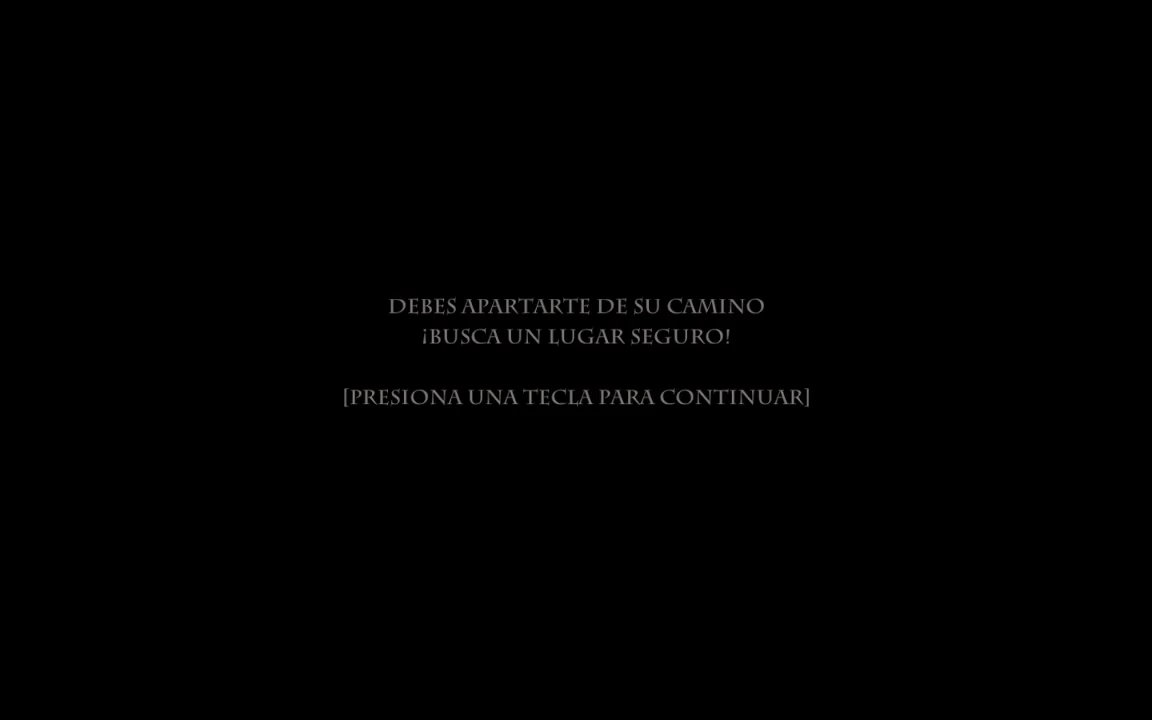 DEBES APARTARTE DE SU CAMINO
¡BUSCA UN LUGAR SEGURO!
[PRESIONA UNA TECLA PARA CONTINUAR]